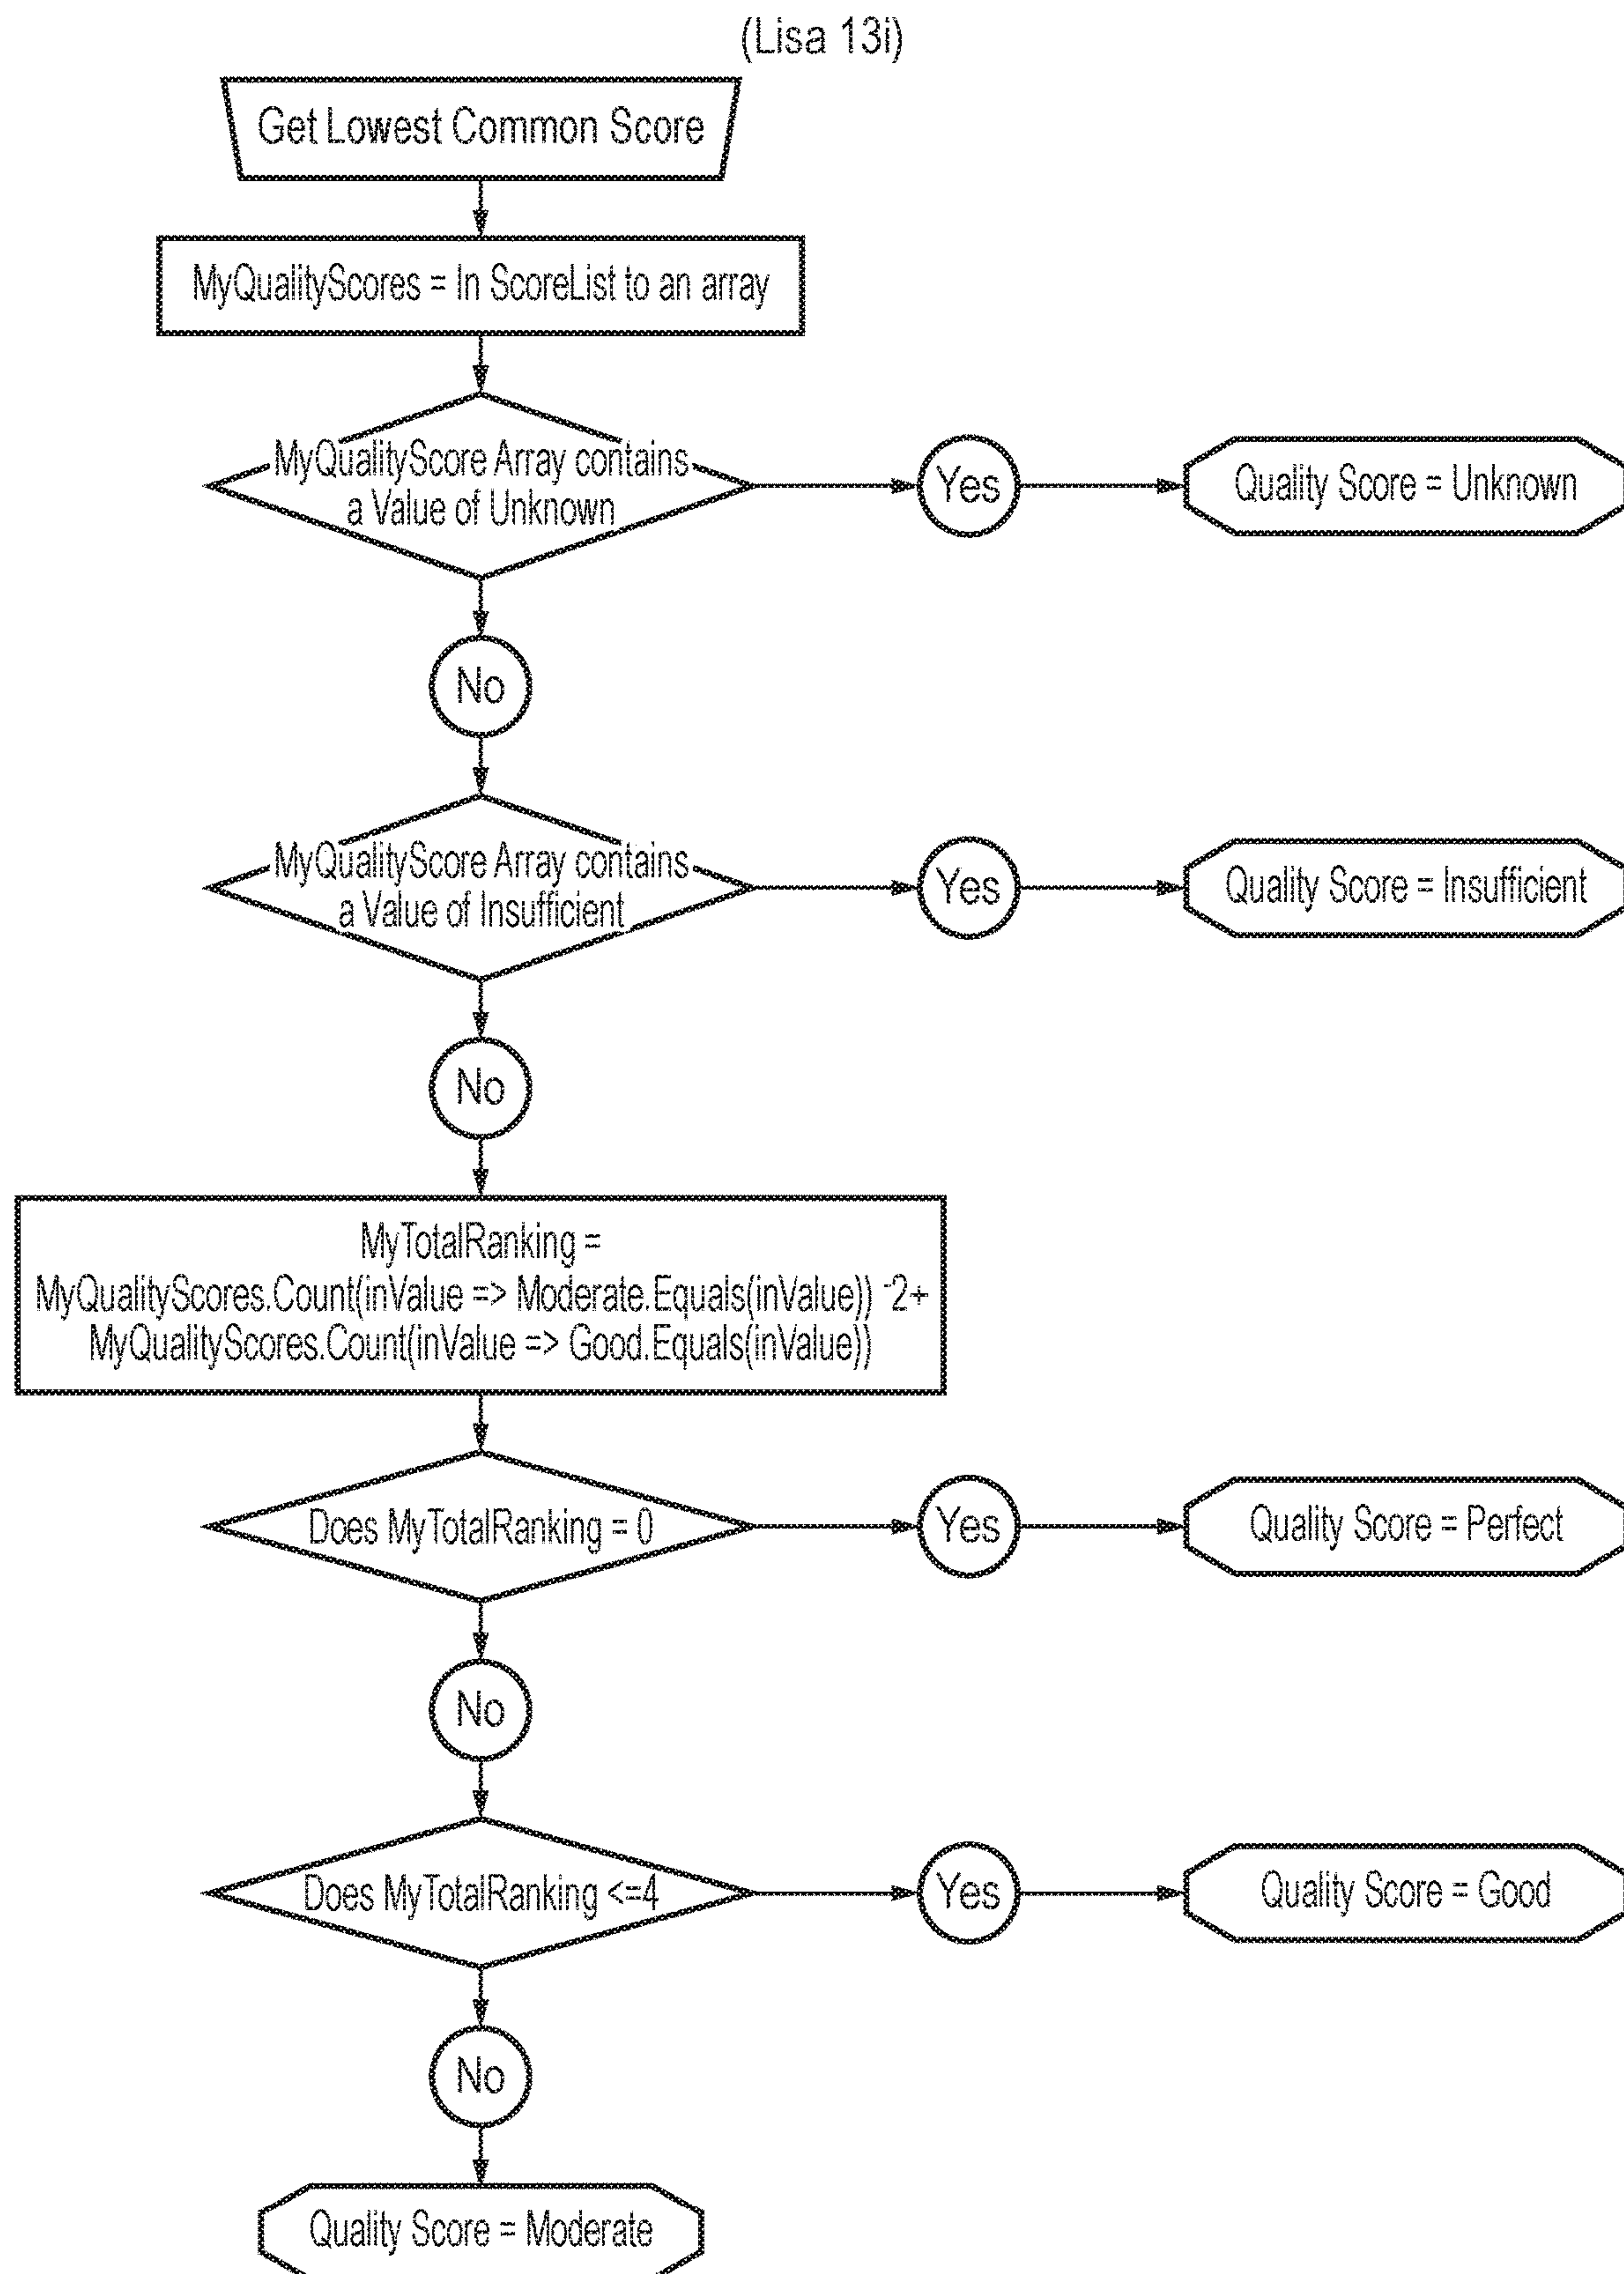 (Lisa 13i)
Get Lowest Common Score
MyQualityScores = In ScoreList to an array
MyQualityScore Array contains
a Value of Unknown
Yes
Quality Score = Unknown
No
MyQualityScore Array contains
a Value of Insufficient
Yes
Quality Score = Insufficient
No
MyTotalRanking =
MyQualityScores.Count(inValue => Moderate.Equals(inValue)) -2+
MyQualityScores.Count(inValue => Good.Equals(inValue))
Does MyTotalRanking = 0
Yes
Quality Score = Perfect
No
Does MyTotalRanking <=4
Yes
Quality Score = Good
No
Quality Score = Moderate